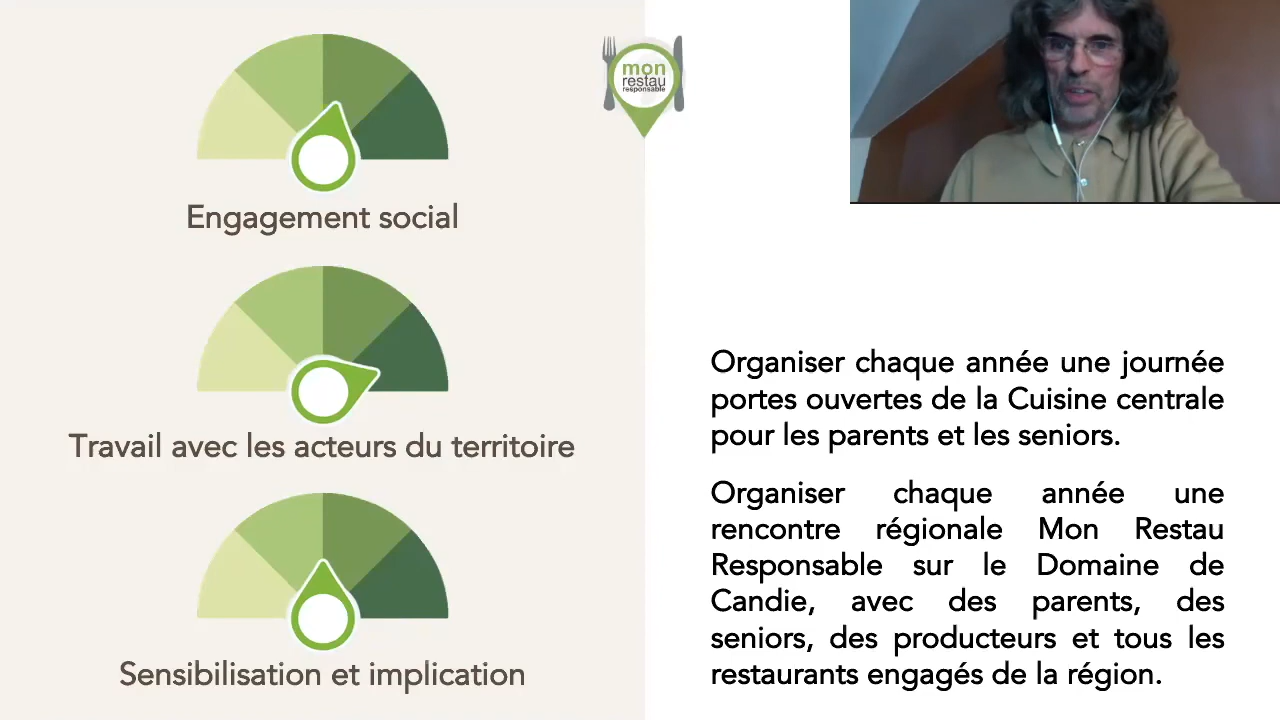 mon
restau
responsable
Engagement social
Travail avec les acteurs du territoire
Sensibilisation et implication
Organiser chaque année une journée
portes ouvertes de la Cuisine centrale
pour les parents et les seniors.
Organiser chaque année une
rencontre régionale Mon Restau
Responsable sur le Domaine de
Candie, avec des parents, des
seniors, des producteurs et tous les
restaurants engagés de la région.